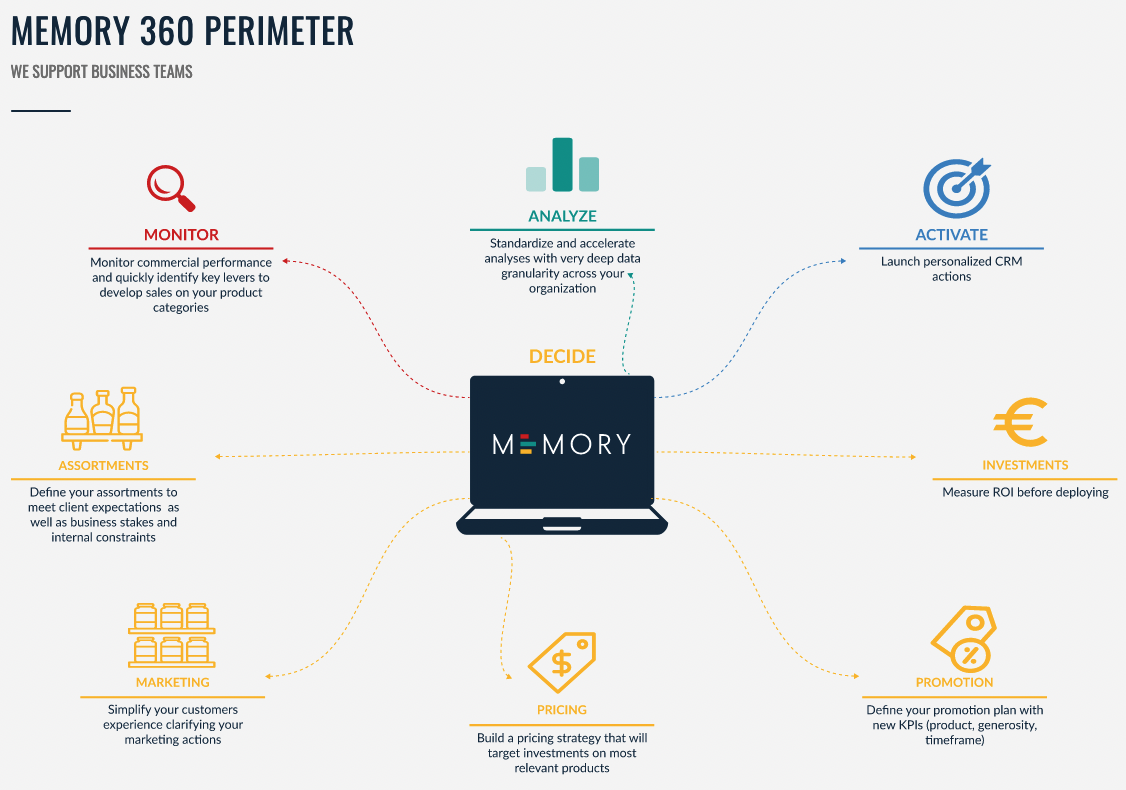 MEMORY 360 PERIMETER
WE SUPPORT BUSINESS TEAMS
MONITOR
Monitor commercial performance
and quickly identify key levers to
develop sales on your product
categories
ANALYZE
Standardize and accelerate
analyses with very deep data
granularity across your
organization
ACTIVATE
Launch personalized CRM
actions
DECIDE
MEMORY
ASSORTMENTS
Define your assortments to
meet client expectations as
well as business stakes and
internal constraints
INVESTMENTS
Measure ROI before deploying
MARKETING
Simplify your customers
experience clarifying your
marketing actions
$
PRICING
Build a pricing strategy that will
target investments on most
relevant products
%
PROMOTION
Define your promotion plan with
new KPIs (product, generosity,
timeframe)